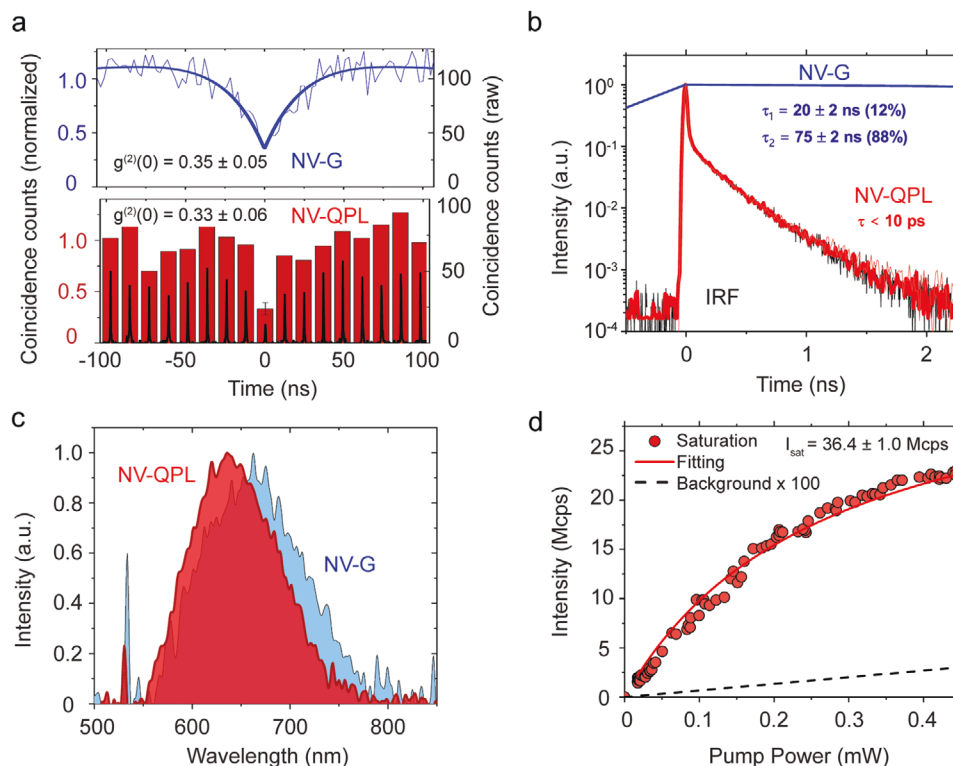 a
Coincidence counts (normalized)
1.0
0.5
0
g⁽²⁾(0) = 0.35 ± 0.05
NV-G
100
50
0
Coincidence counts (raw)
g⁽²⁾(0) = 0.33 ± 0.06
NV-QPL
1.0
0.5
0
100
50
0
-100 -50 0 50 100
Time (ns)
b
Intensity (a.u.)
10⁰
10⁻¹
10⁻²
10⁻³
10⁻⁴
NV-G
τ₁ = 20 ± 2 ns (12%)
τ₂ = 75 ± 2 ns (88%)
NV-QPL
τ < 10 ps
IRF
0 1 2
Time (ns)
c
Intensity (a.u.)
1.0
0.8
0.6
0.4
0.2
0
NV-QPL
NV-G
500 600 700 800
Wavelength (nm)
d
Intensity (Mcps)
25
20
15
10
5
0
Saturation
Fitting
Background x 100
I_sat = 36.4 ± 1.0 Mcps
0 0.1 0.2 0.3 0.4
Pump Power (mW)